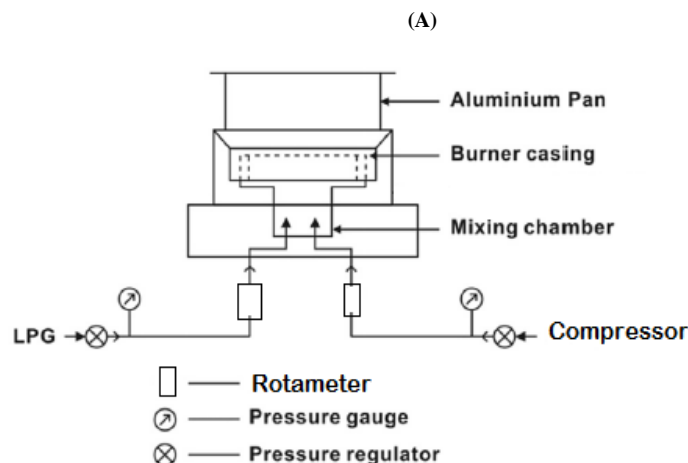 (A)
Aluminium Pan
Burner casing
Mixing chamber
LPG
Compressor
Rotameter
Pressure gauge
Pressure regulator